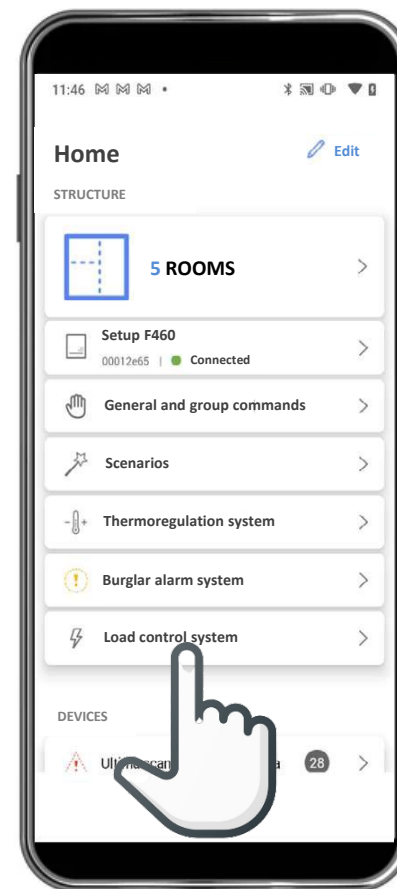 11:46
Home
Edit
STRUCTURE
5 ROOMS
Setup F460
00012e65 | Connected
General and group commands
Scenarios
Thermoregulation system
Burglar alarm system
Load control system
DEVICES
28